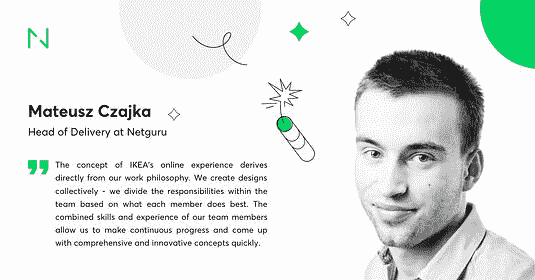 N
Mateusz Czajka
Head of Delivery at Netguru
The concept of IKEA's online experience derives
directly from our work philosophy. We create designs
collectively - we divide the responsibilities within the
team based on what each member does best. The
combined skills and experience of our team members
allow us to make continuous progress and come up
with comprehensive and innovative concepts quickly.